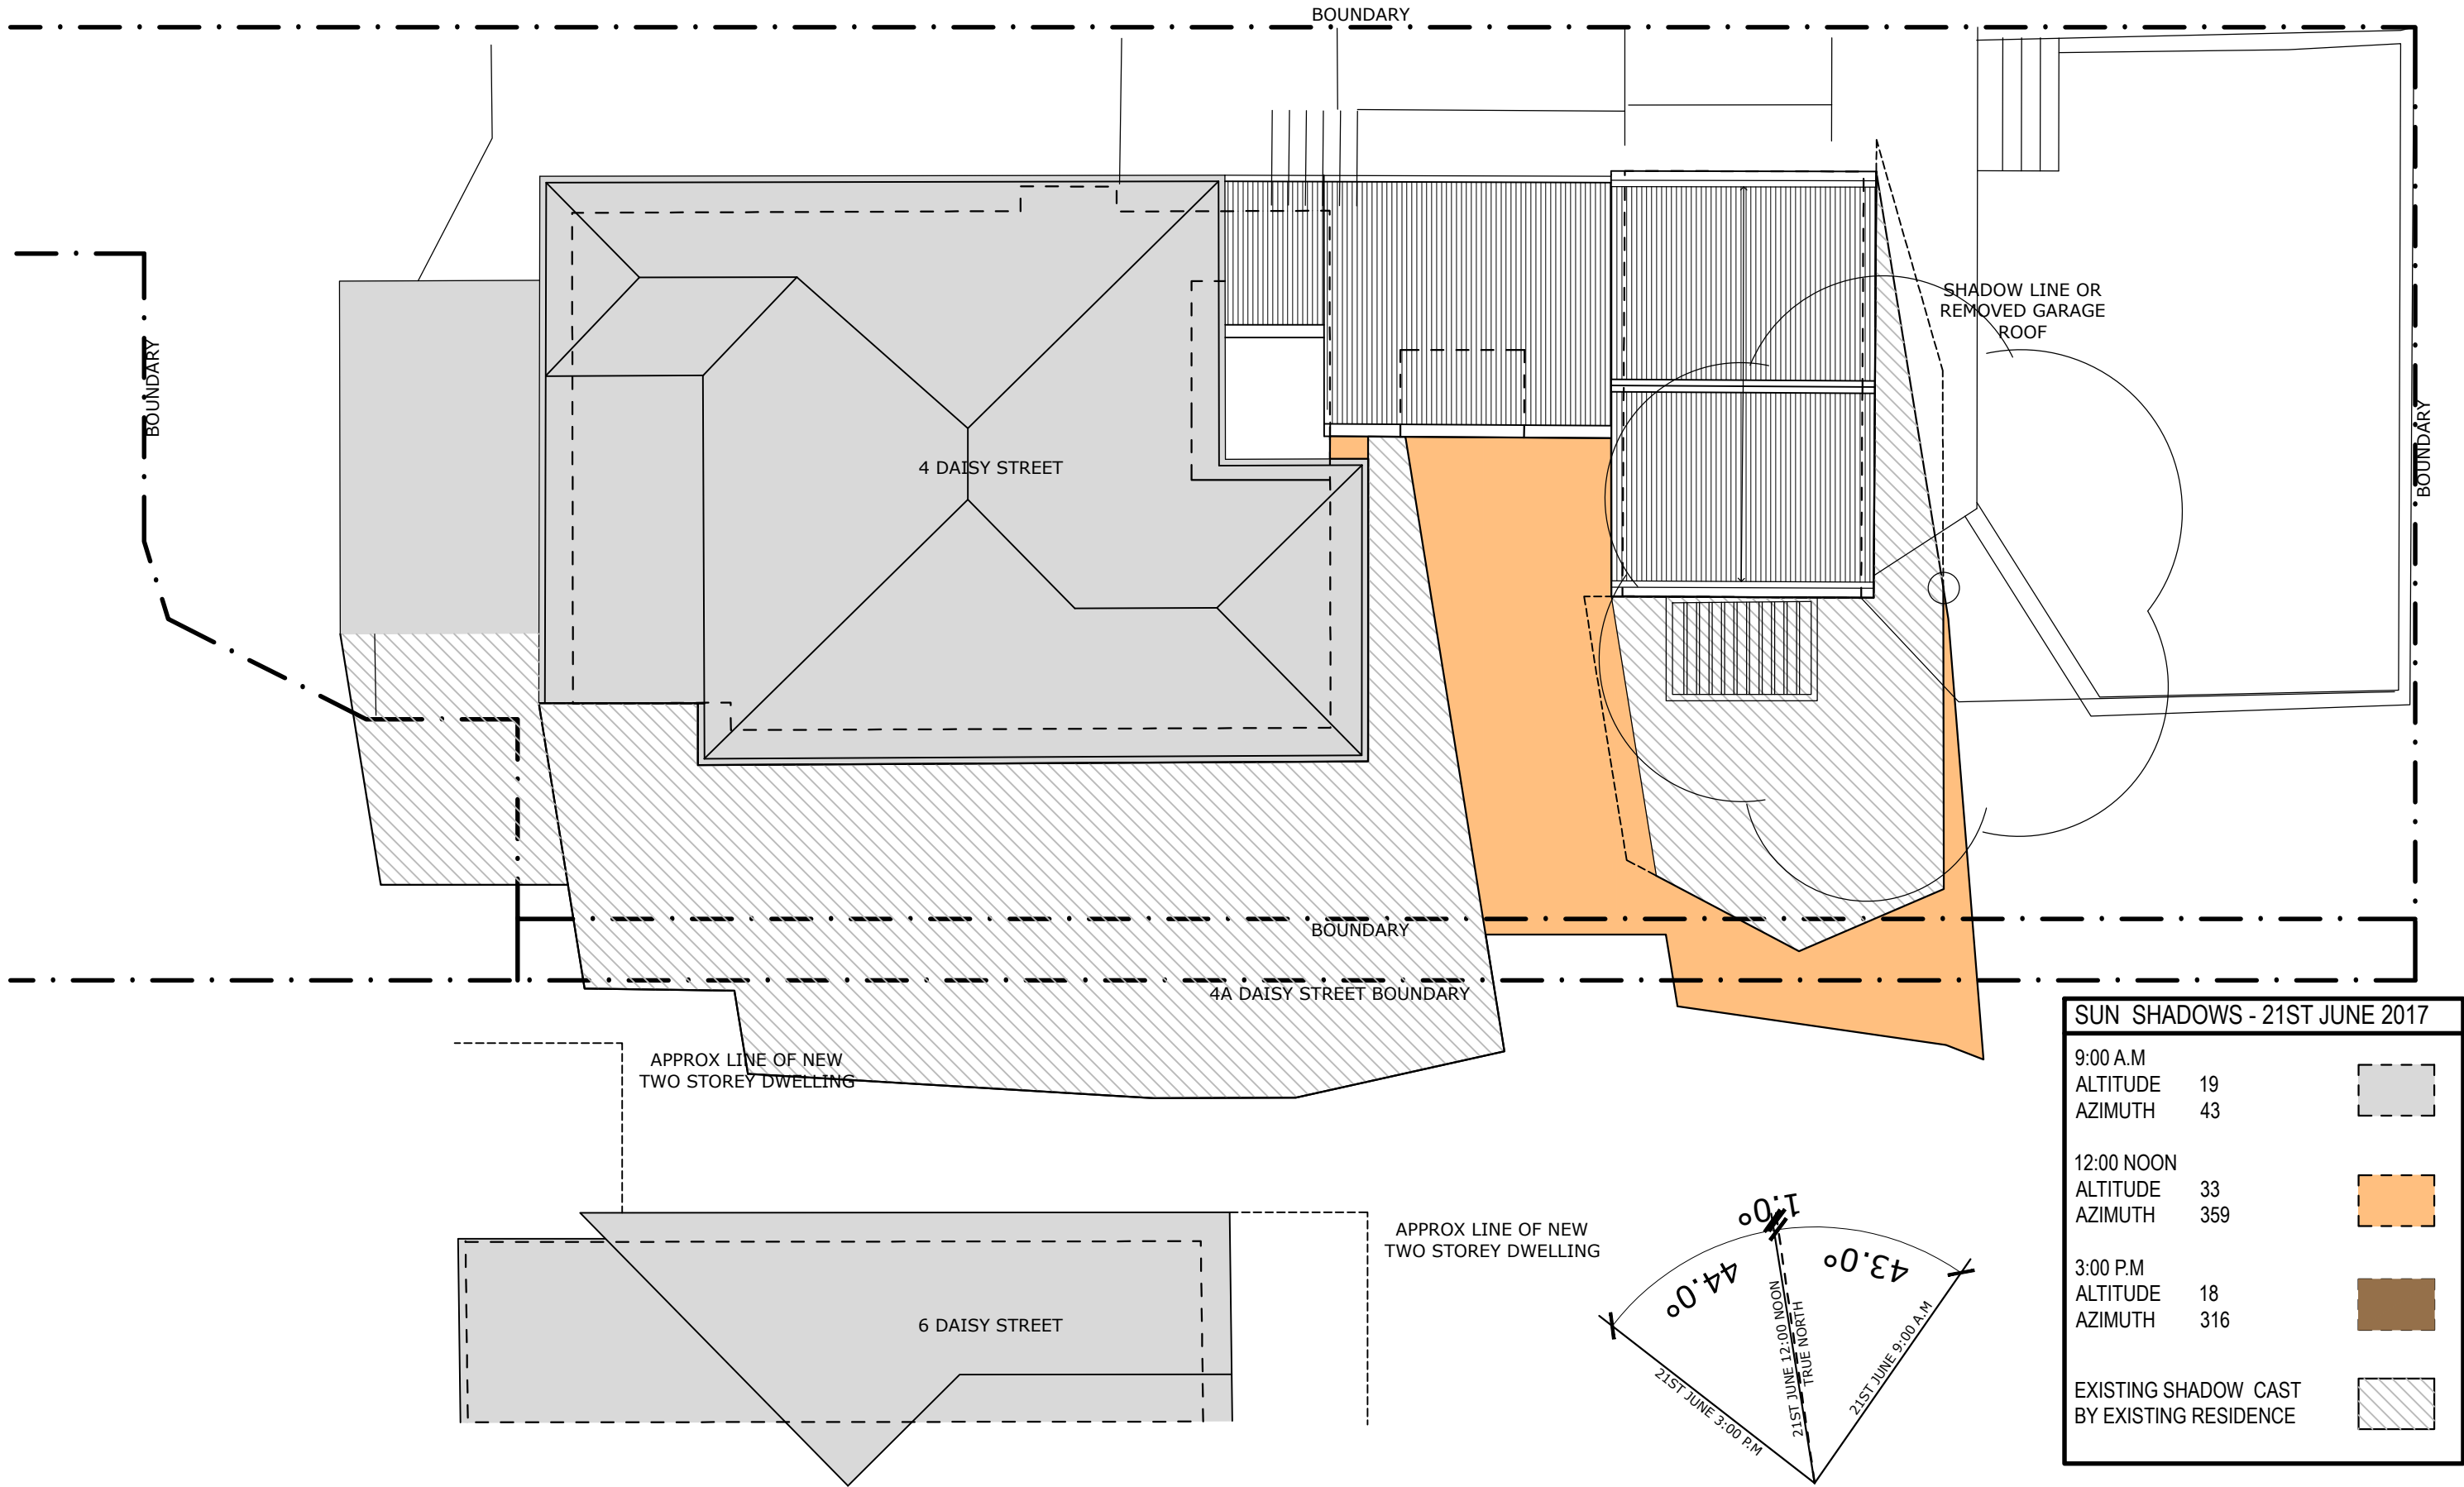 BOUNDARY
SHADOW LINE OR
REMOVED GARAGE
ROOF
BOUNDARY
BOUNDARY
4 DAISY STREET
BOUNDARY
4A DAISY STREET BOUNDARY
APPROX LINE OF NEW
TWO STOREY DWELLING
APPROX LINE OF NEW
TWO STOREY DWELLING
6 DAISY STREET
1.0°
44.0°
43.0°
21ST JUNE 3:00 P.M
21ST JUNE 12:00 NOON
TRUE NORTH
21ST JUNE 9:00 A.M
SUN SHADOWS - 21ST JUNE 2017
9:00 A.M
ALTITUDE 19
AZIMUTH 43
12:00 NOON
ALTITUDE 33
AZIMUTH 359
3:00 P.M
ALTITUDE 18
AZIMUTH 316
EXISTING SHADOW CAST
BY EXISTING RESIDENCE